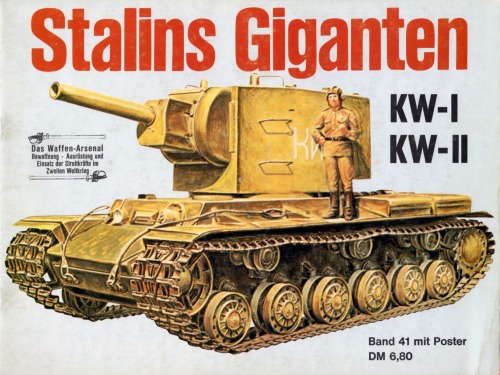 Stalins Giganten
KW-I
KW-II
Das Waffen-Arsenal
Bewaffnung - Ausrüstung und
Einsatz der Streitkräfte im
Zweiten Weltkrieg
Band 41 mit Poster
DM 6,80